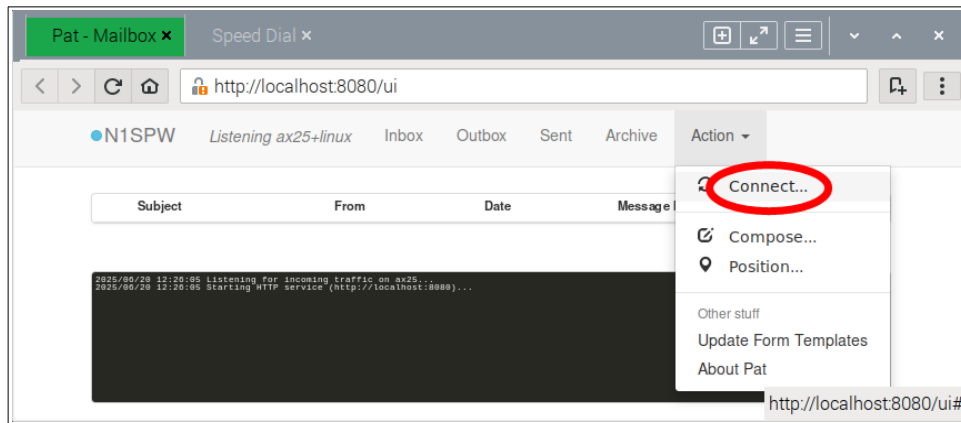 Pat - Mailbox × Speed Dial ×
http://localhost:8080/ui
N1SPW Listening ax25+linux Inbox Outbox Sent Archive Action
Connect...
Subject From Date Message
Compose...
Position...
2025/06/20 12:26:05 Listening for incoming traffic on ax25...
2025/06/20 12:26:05 Starting HTTP service (http://localhost:8080)...
Other stuff
Update Form Templates
About Pat
http://localhost:8080/ui#